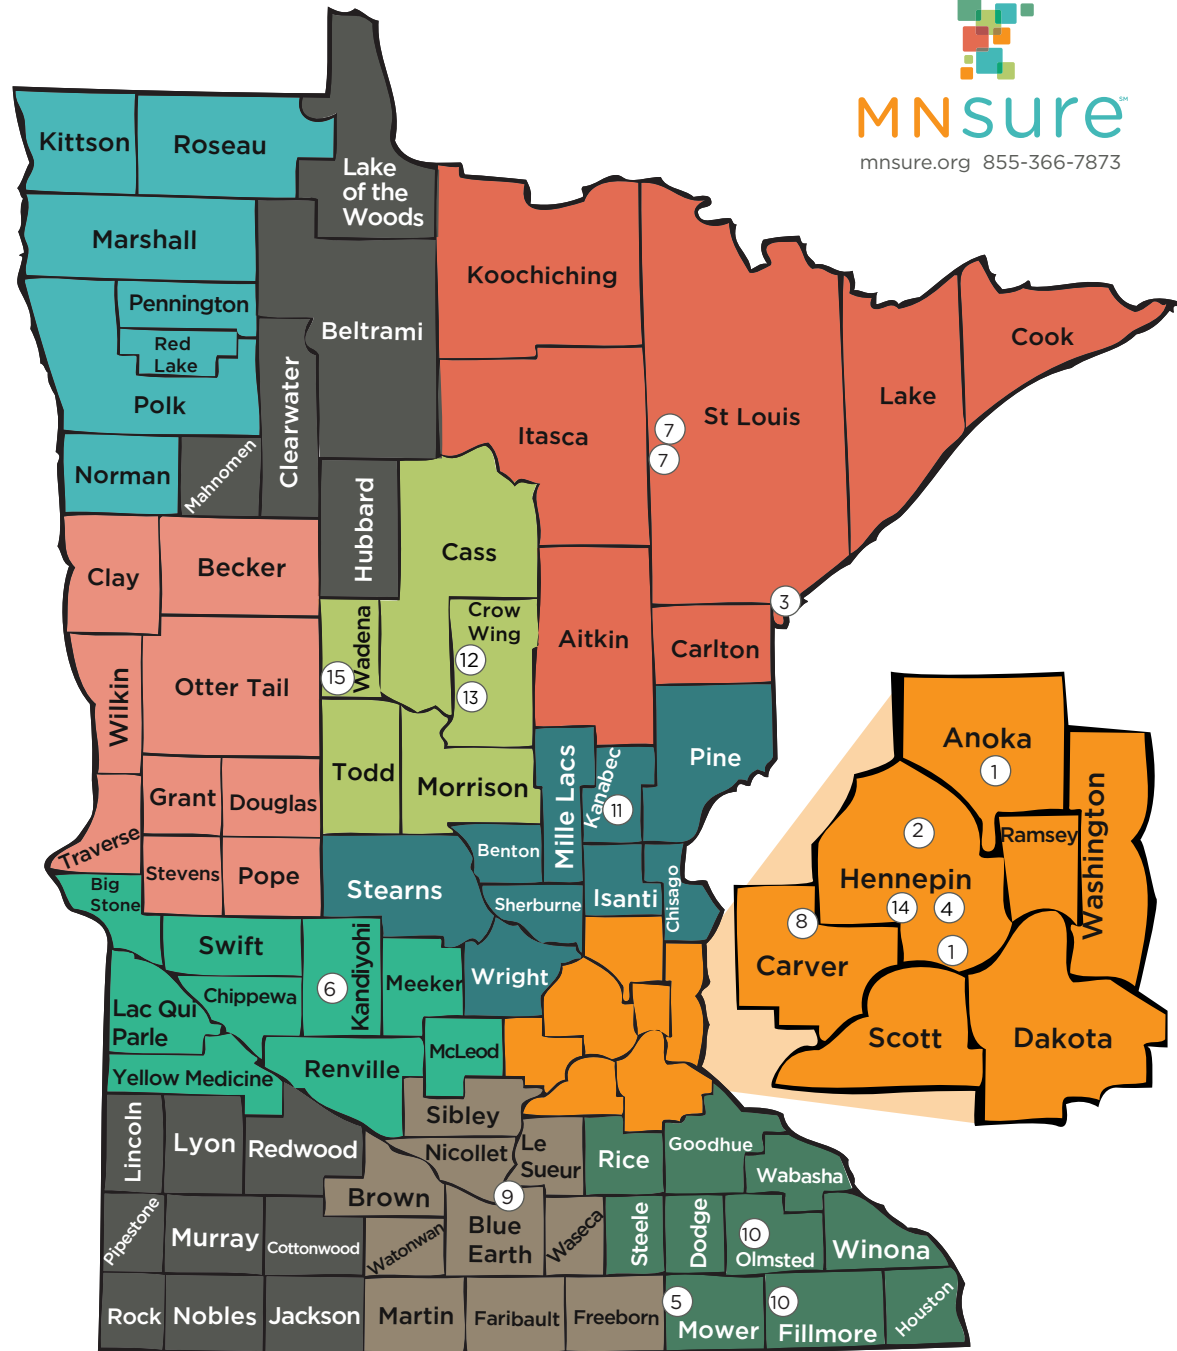 MNsure℠
mnsure.org 855-366-7873
Kittson
Roseau
Lake
of the
Woods
Marshall
Koochiching
Pennington
Beltrami
Cook
Red
Lake
Clearwater
Lake
Polk
St Louis
7
Itasca
7
Norman
Mahnomen
Hubbard
Cass
Clay
Becker
3
Crow
Wing
Wadena
Aitkin
Carlton
12
15
13
Otter Tail
Wilkin
Anoka
1
Pine
Todd
Mille Lacs
Kanabec
11
Morrison
Grant
Douglas
Washington
2
Ramsey
Traverse
Benton
Stevens
Pope
Stearns
Isanti
Chisago
Hennepin
Big
Stone
Sherburne
14
4
8
1
Swift
Kandiyohi
6
Wright
Carver
Meeker
Chippewa
Lac Qui
Parle
Scott
Dakota
McLeod
Renville
Yellow Medicine
Sibley
Lincoln
Lyon
Redwood
Nicollet
Le
Sueur
Rice
Goodhue
Wabasha
Brown
9
Pipestone
Murray
Cottonwood
Watonwan
Blue
Earth
Waseca
Steele
Dodge
10
Olmsted
Winona
Rock
Nobles
Jackson
Martin
Faribault
Freeborn
5
Mower
10
Fillmore
Houston